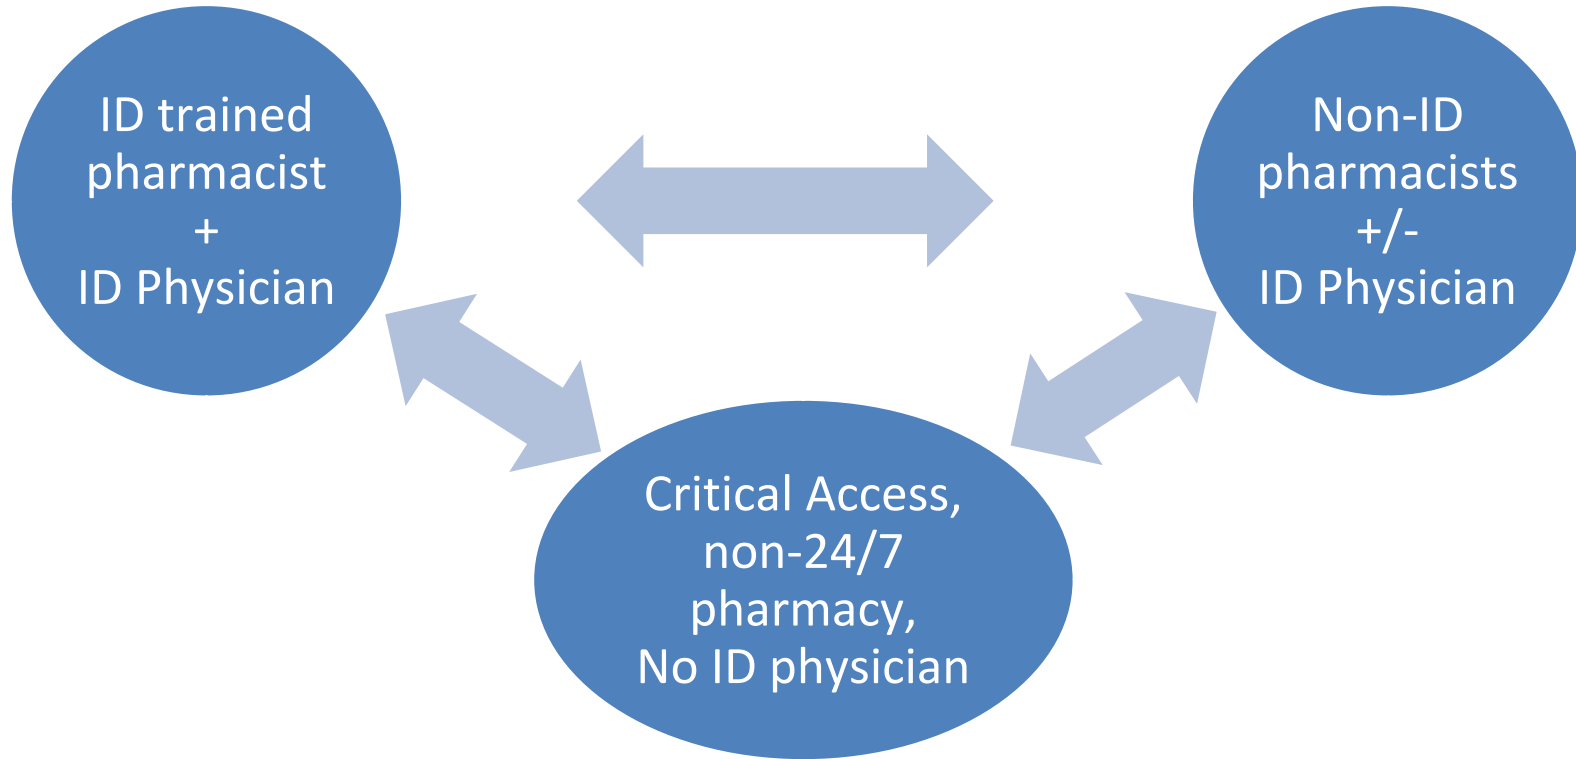 ID trained
pharmacist
+
ID Physician
Non-ID
pharmacists
+/-
ID Physician
Critical Access,
non-24/7
pharmacy,
No ID physician